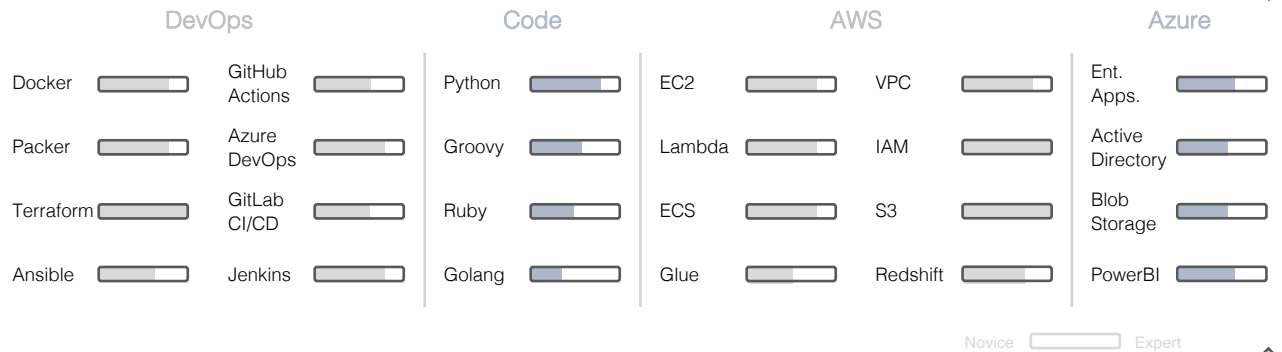 DevOps
Code
AWS
Azure
Docker
GitHub
Actions
Python
EC2
VPC
Ent.
Apps.
Packer
Azure
DevOps
Groovy
Lambda
IAM
Active
Directory
Terraform
GitLab
CI/CD
Ruby
ECS
S3
Blob
Storage
Ansible
Jenkins
Golang
Glue
Redshift
PowerBI
Novice
Expert